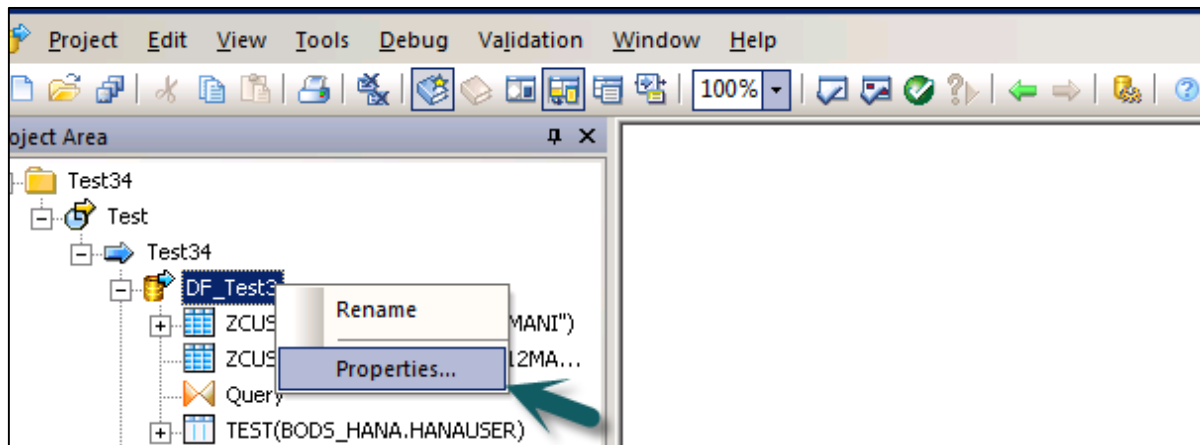 Project Edit View Tools Debug Validation Window Help
100%
oject Area
Test34
Test
Test34
DF_Test3
Rename
ZCUS MANI")
Properties...
ZCUS 12MA...
Query
TEST(BODS_HANA.HANAUSER)